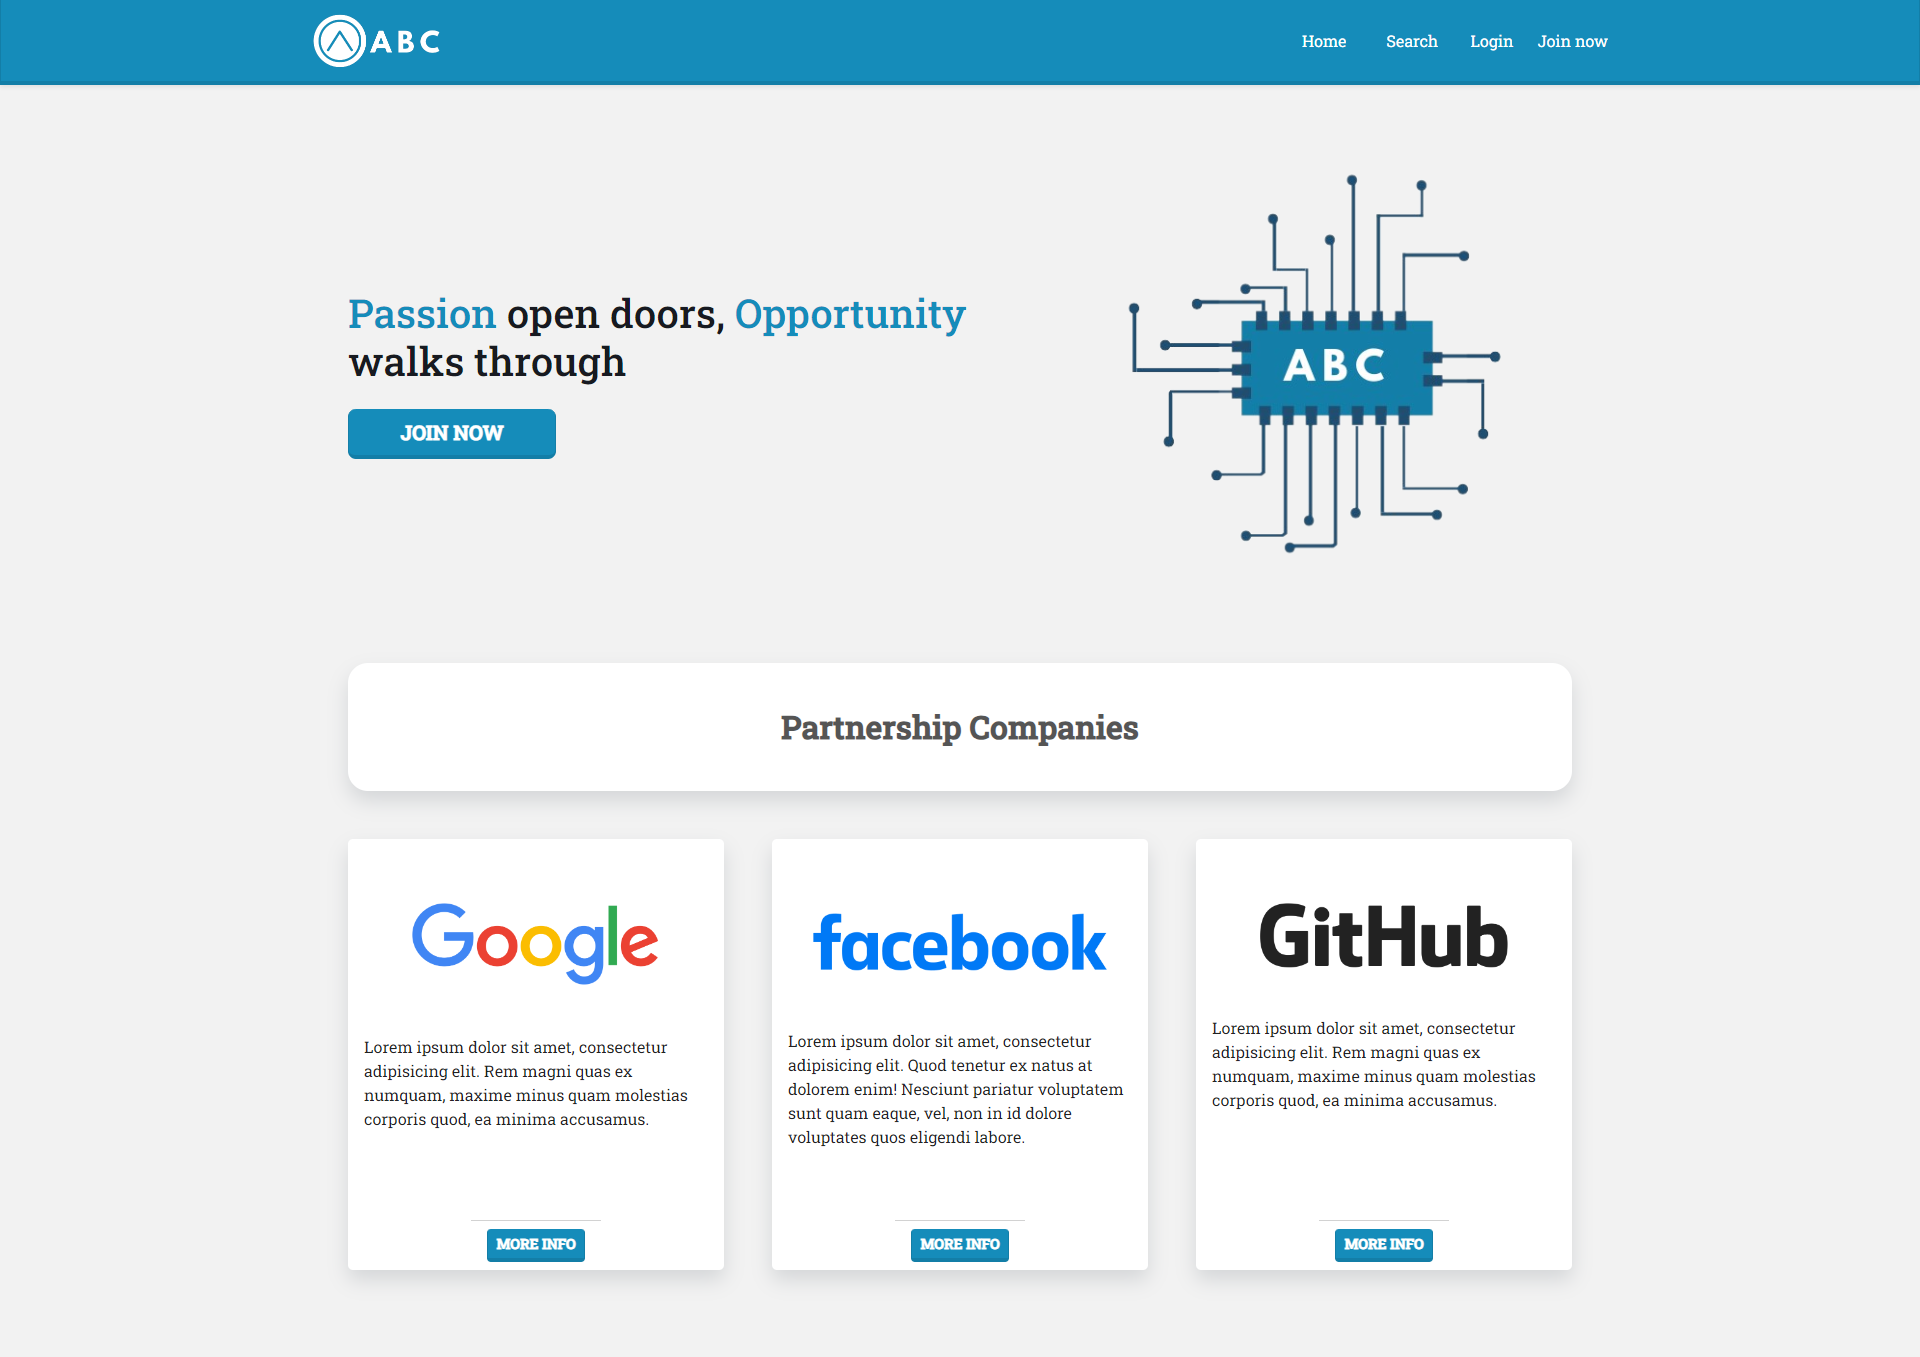 ABC
Home Search Login Join now
Passion open doors, Opportunity
walks through
JOIN NOW
ABC
Partnership Companies
Google
Lorem ipsum dolor sit amet, consectetur
adipisicing elit. Rem magni quas ex
numquam, maxime minus quam molestias
corporis quod, ea minima accusamus.
MORE INFO
facebook
Lorem ipsum dolor sit amet, consectetur
adipisicing elit. Quod tenetur ex natus at
dolorem enim! Nesciunt pariatur voluptatem
sunt quam eaque, vel, non in id dolore
voluptates quos eligendi labore.
MORE INFO
GitHub
Lorem ipsum dolor sit amet, consectetur
adipisicing elit. Rem magni quas ex
numquam, maxime minus quam molestias
corporis quod, ea minima accusamus.
MORE INFO